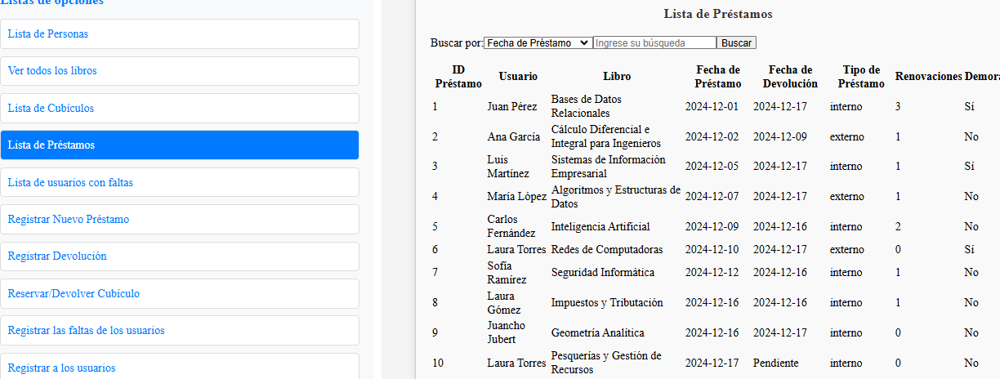 Listas de opciones
Lista de Personas
Ver todos los libros
Lista de Cubículos
Lista de Préstamos
Lista de usuarios con faltas
Registrar Nuevo Préstamo
Registrar Devolución
Reservar/Devolver Cubículo
Registrar las faltas de los usuarios
Registrar a los usuarios
Lista de Préstamos
Buscar por: Fecha de Préstamo Ingrese su búsqueda Buscar
ID Préstamo Usuario Libro Fecha de Préstamo Fecha de Devolución Tipo de Préstamo Renovaciones Demora
1 Juan Pérez Bases de Datos Relacionales 2024-12-01 2024-12-17 interno 3 Sí
2 Ana García Cálculo Diferencial e Integral para Ingenieros 2024-12-02 2024-12-09 externo 1 No
3 Luis Martínez Sistemas de Información Empresarial 2024-12-05 2024-12-17 interno 1 Sí
4 María López Algoritmos y Estructuras de Datos 2024-12-07 2024-12-17 externo 1 No
5 Carlos Fernández Inteligencia Artificial 2024-12-09 2024-12-16 interno 2 No
6 Laura Torres Redes de Computadoras 2024-12-10 2024-12-17 externo 0 Sí
7 Sofía Ramírez Seguridad Informática 2024-12-12 2024-12-16 interno 1 No
8 Laura Gómez Impuestos y Tributación 2024-12-16 2024-12-16 interno 1 No
9 Juancho Jubert Geometría Analítica 2024-12-16 2024-12-17 interno 0 No
10 Laura Torres Pesquerías y Gestión de Recursos 2024-12-17 Pendiente interno 0 No